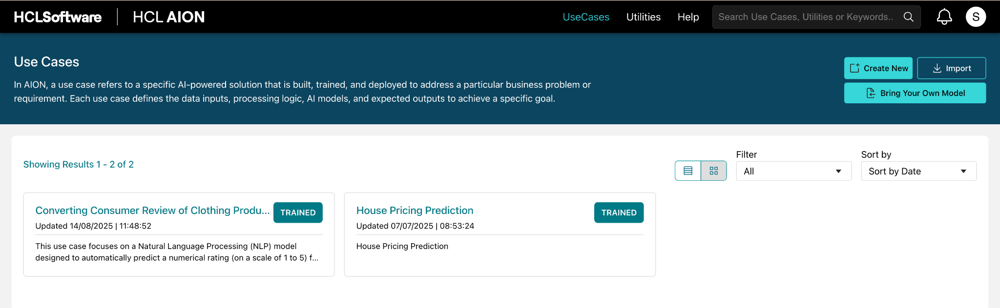 HCLSoftware | HCL AION
UseCases Utilities Help Search Use Cases, Utilities or Keywords.. S
Use Cases
In AION, a use case refers to a specific AI-powered solution that is built, trained, and deployed to address a particular business problem or
requirement. Each use case defines the data inputs, processing logic, AI models, and expected outputs to achieve a specific goal.
Create New
Import
Bring Your Own Model
Showing Results 1 - 2 of 2
Filter
All
Sort by
Sort by Date
Converting Consumer Review of Clothing Produ...
TRAINED
Updated 14/08/2025 | 11:48:52
This use case focuses on a Natural Language Processing (NLP) model
designed to automatically predict a numerical rating (on a scale of 1 to 5) f...
House Pricing Prediction
TRAINED
Updated 07/07/2025 | 08:53:24
House Pricing Prediction